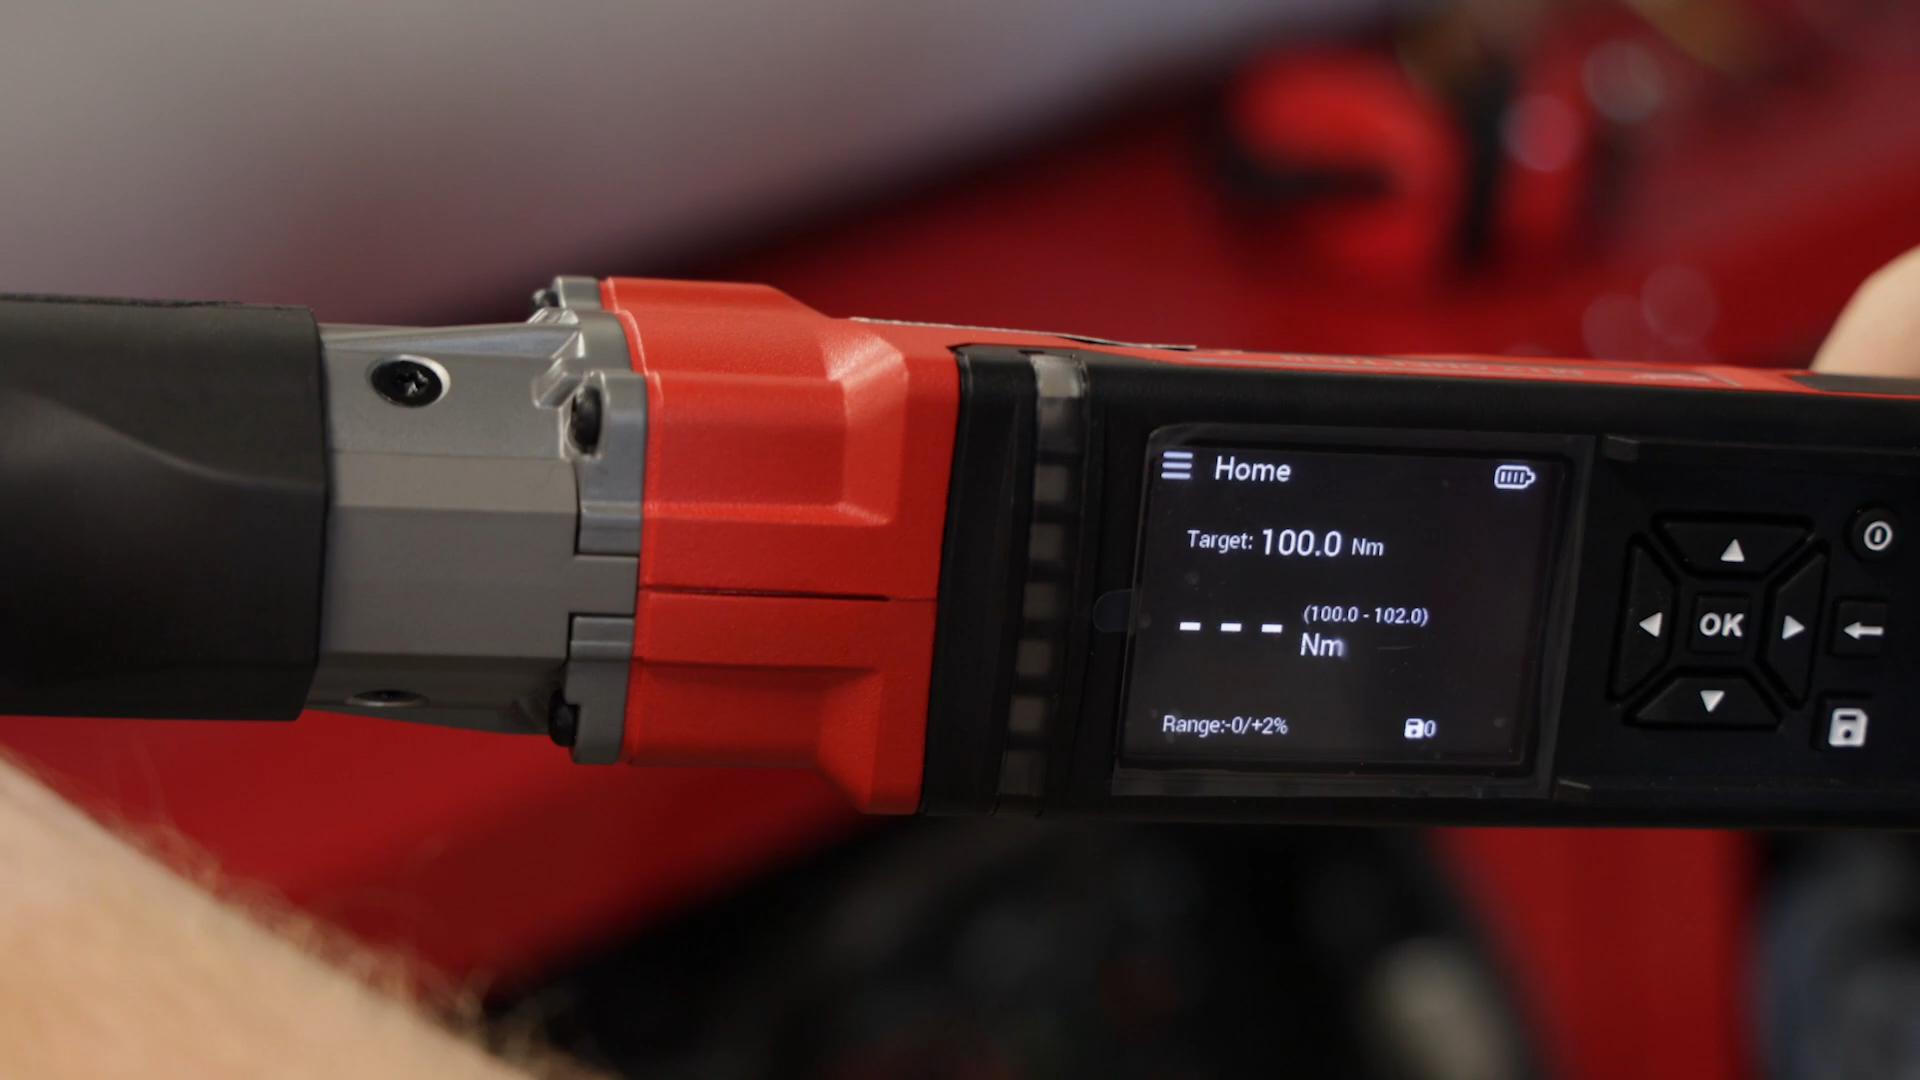 Home
Target: 100.0 Nm
(100.0 - 102.0)
--- Nm
Range:-0/+2%
0
OK